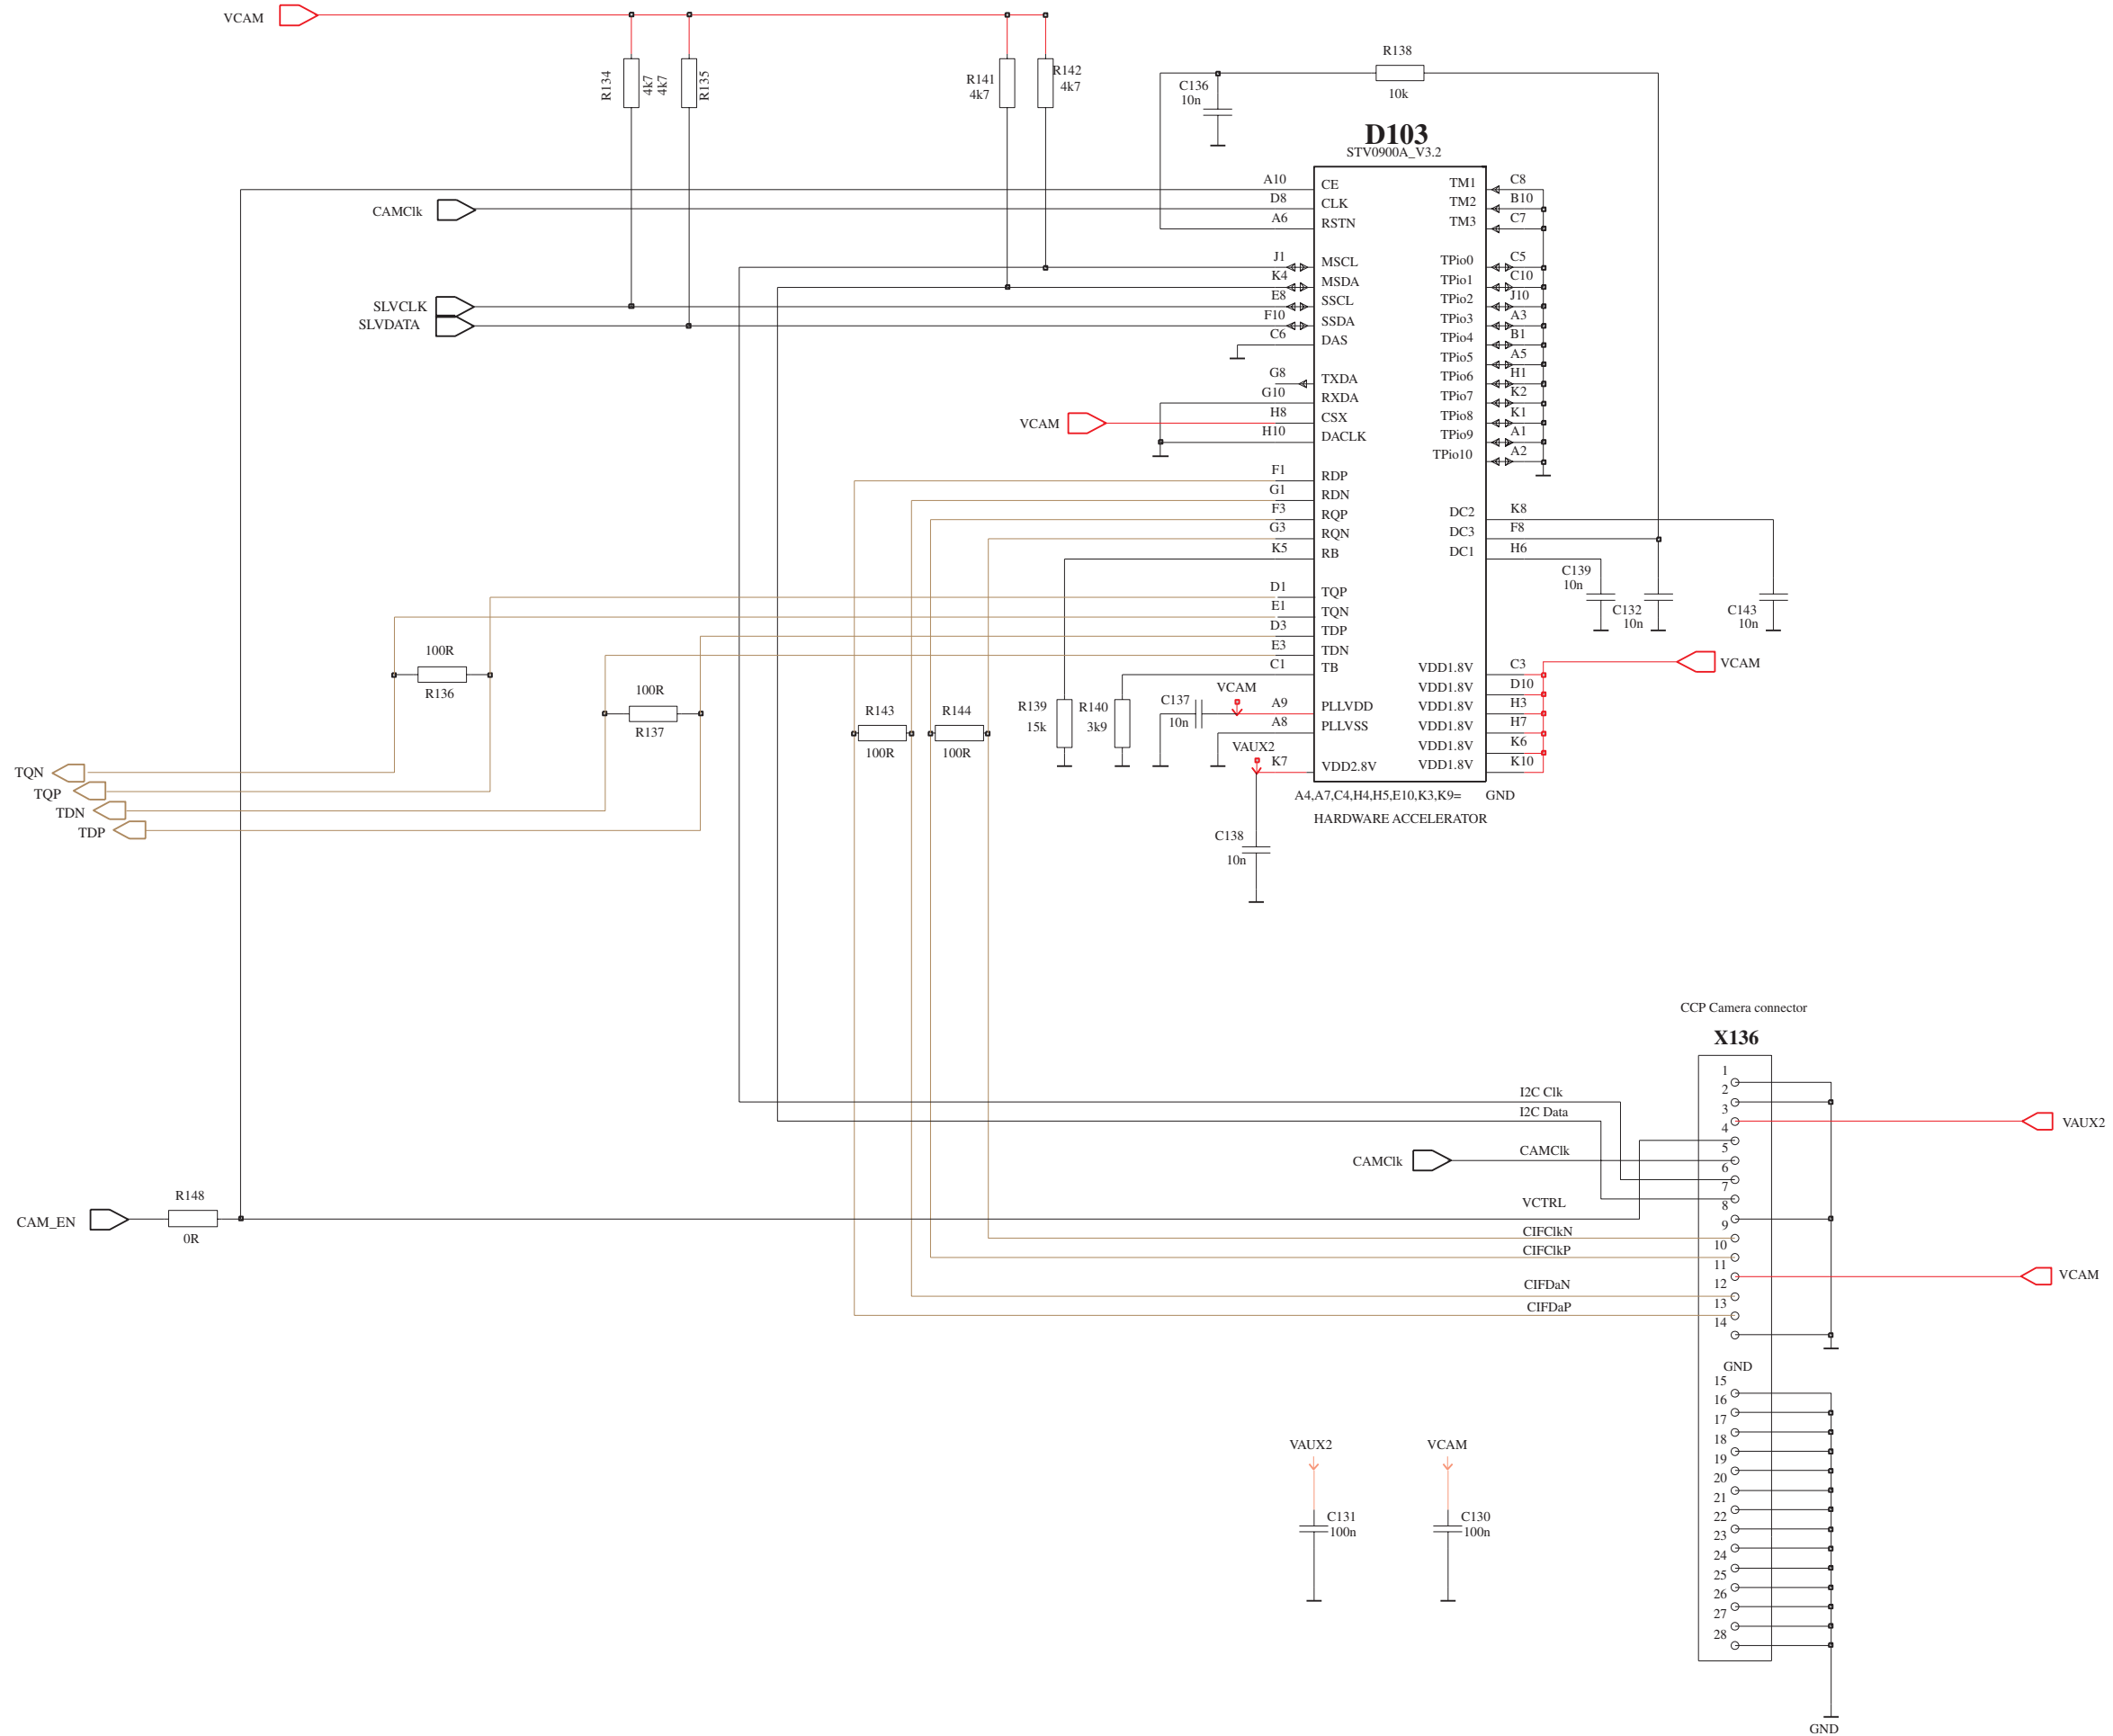 VCAM
R134
4k7
4k7
R135
R141
4k7
R142
4k7
R138
10k
C136
10n
D103
STV0900A_V3.2
A10 CE TM1 C8
CAMClk D8 CLK TM2 B10
A6 RSTN TM3 C7
J1 MSCL TPio0 C5
K4 MSDA TPio1 C10
SLVCLK E8 SSCL TPio2 J10
SLVDATA F10 SSDA TPio3 A3
C6 DAS TPio4 B1
TPio5 A5
G8 TXDA TPio6 H1
G10 RXDA TPio7 K2
VCAM H8 CSX TPio8 K1
H10 DACLK TPio9 A1
TPio10 A2
F1 RDP
G1 RDN
F3 RQP DC2 K8
G3 RQN DC3 F8
K5 RB DC1 H6
C139
10n
C132
10n
C143
10n
D1 TQP
E1 TQN
D3 TDP
E3 TDN
C1 TB VDD1.8V C3
VCAM
VDD1.8V D10
A9 PLLVDD VDD1.8V H3
A8 PLLVSS VDD1.8V H7
VDD1.8V K6
K7 VDD2.8V VDD1.8V K10
100R
R136
100R
R137
R143
100R
R144
100R
R139
15k
R140
3k9
C137
10n
VCAM
VAUX2
TQN
TQP
TDN
TDP
A4,A7,C4,H4,H5,E10,K3,K9= GND
HARDWARE ACCELERATOR
C138
10n
CCP Camera connector
X136
1
I2C Clk 2
I2C Data 3 VAUX2
4
CAMClk CAMClk 5
6
7
CAM_EN R148 VCTRL 8
0R
CIFClkN 9
CIFClkP 10
11 VCAM
CIFDaN 12
CIFDaP 13
14
GND
15
16
17
18
19
20
21
22
23
24
25
26
27
28
VAUX2
C131
100n
VCAM
C130
100n
GND